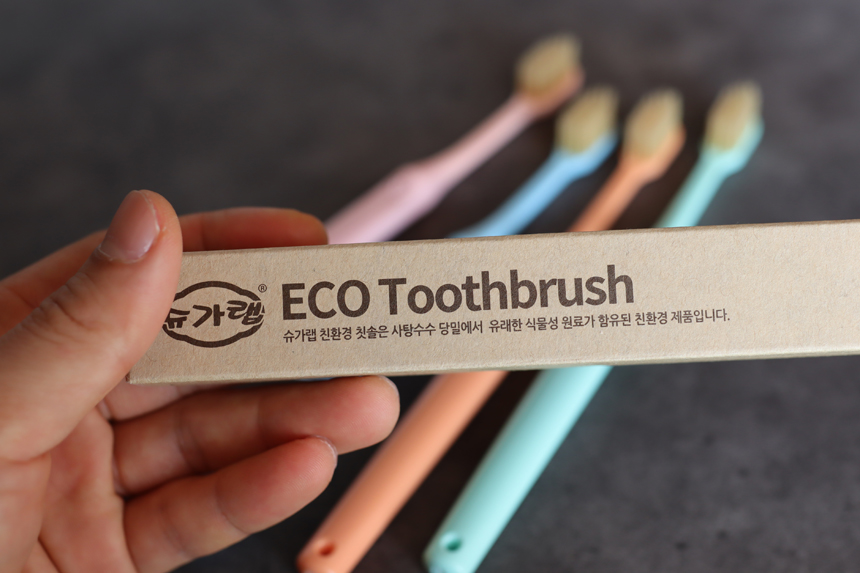 슈가랩®
ECO Toothbrush
슈가랩 친환경 칫솔은 사탕수수 당밀에서 유래한 식물성 원료가 함유된 친환경 제품입니다.